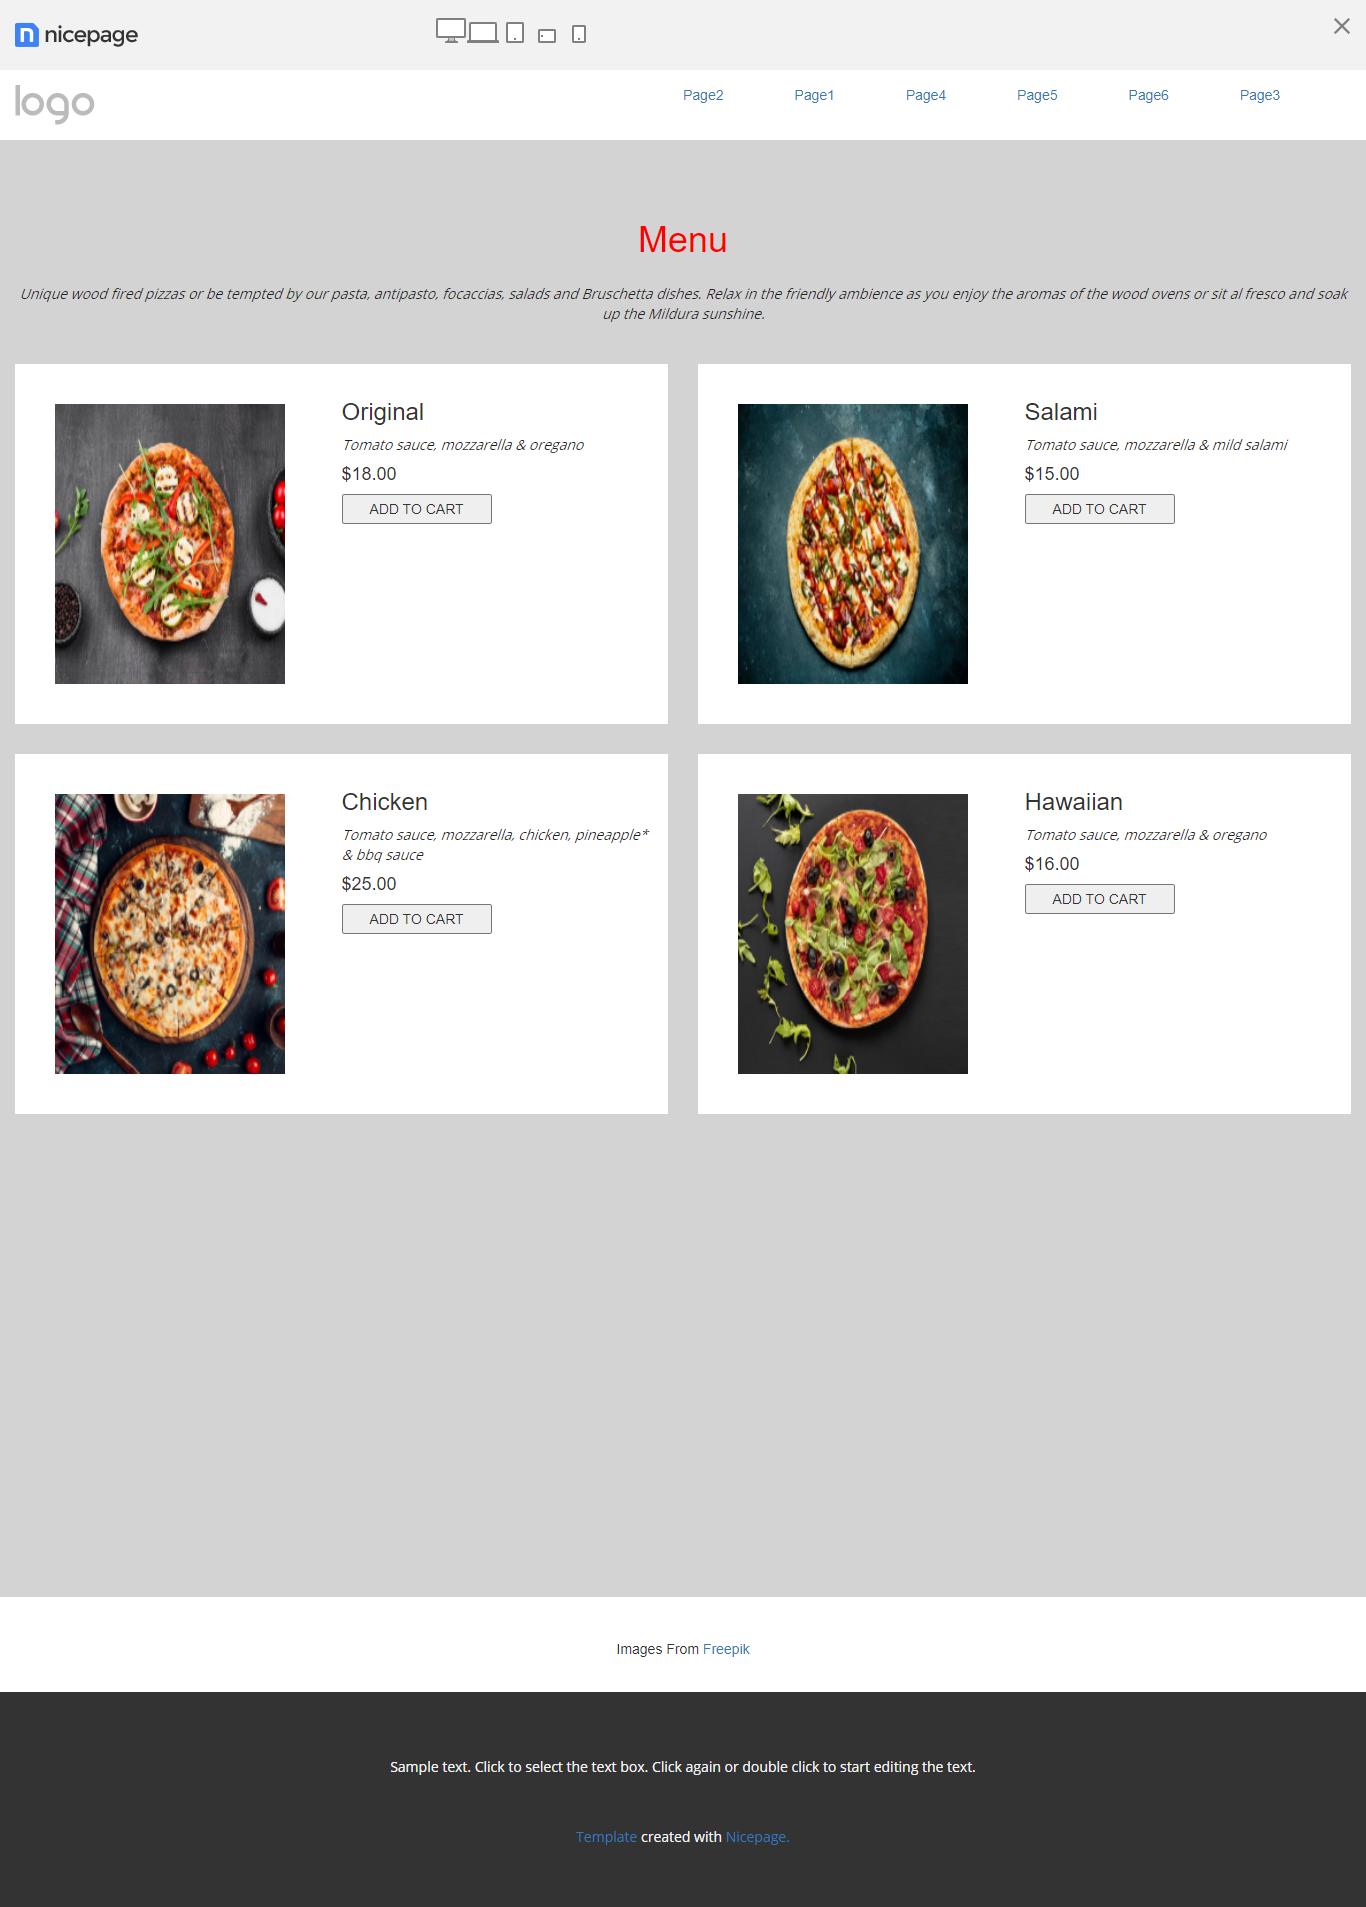 nicepage
logo
Page2 Page1 Page4 Page5 Page6 Page3
Menu
Unique wood fired pizzas or be tempted by our pasta, antipasto, focaccias, salads and Bruschetta dishes. Relax in the friendly ambience as you enjoy the aromas of the wood ovens or sit al fresco and soak
up the Mildura sunshine.
Original
Tomato sauce, mozzarella & oregano
$18.00
ADD TO CART
Salami
Tomato sauce, mozzarella & mild salami
$15.00
ADD TO CART
Chicken
Tomato sauce, mozzarella, chicken, pineapple*
& bbq sauce
$25.00
ADD TO CART
Hawaiian
Tomato sauce, mozzarella & oregano
$16.00
ADD TO CART
Images From Freepik
Sample text. Click to select the text box. Click again or double click to start editing the text.
Template created with Nicepage.